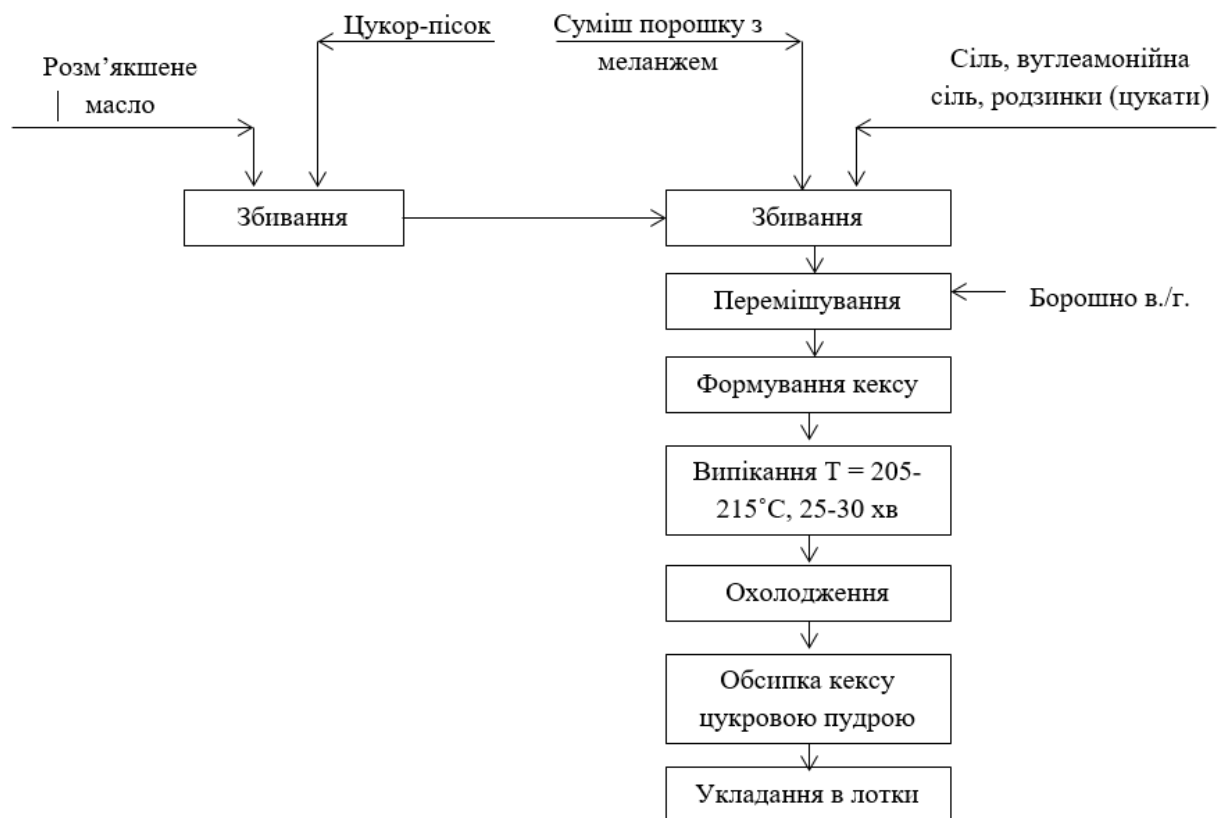 Цукор-пісок
Суміш порошку з
меланжем
Розм’якшене
масло
Сіль, вуглеамонійна
сіль, родзинки (цукати)
Збивання
Збивання
Перемішування
Борошно в./г.
Формування кексу
Випікання Т = 205-
215˚С, 25-30 хв
Охолодження
Обсипка кексу
цукровою пудрою
Укладання в лотки